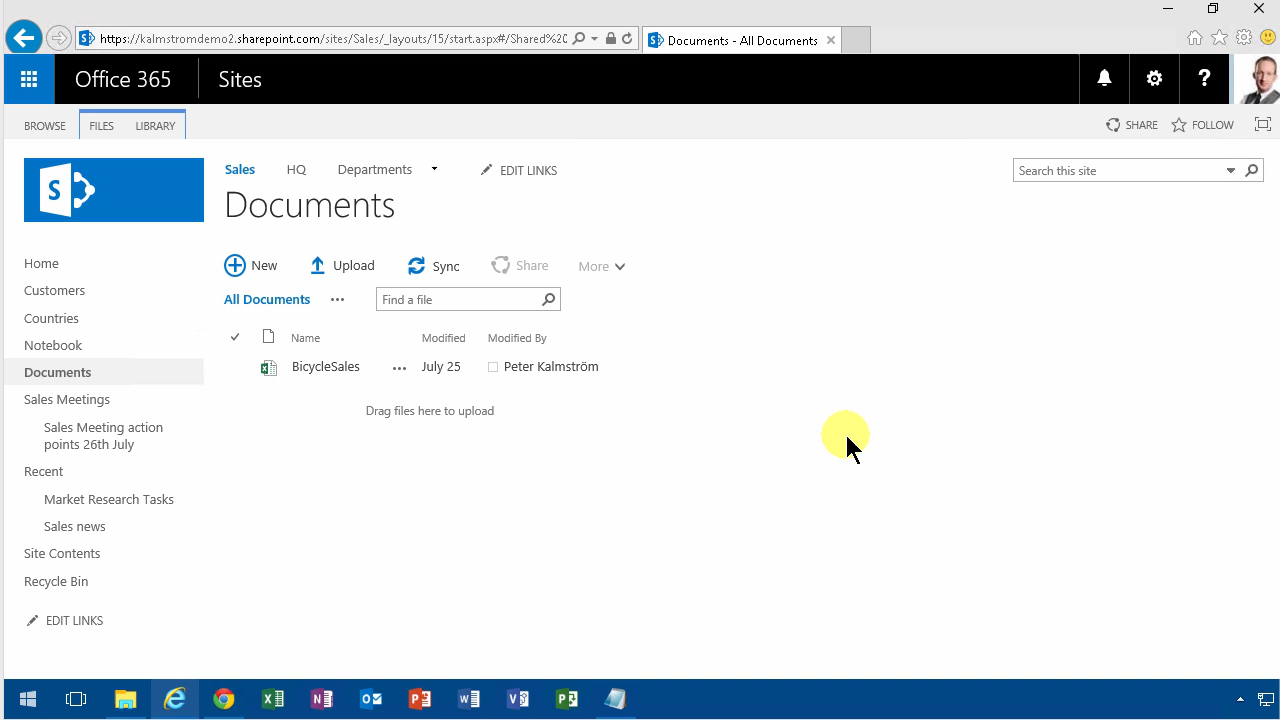 https://kalmstromdemo2.sharepoint.com/sites/Sales/_layouts/15/start.aspx#/Shared%20
Documents - All Documents
Office 365
Sites
?
BROWSE
FILES
LIBRARY
SHARE
FOLLOW
S
Sales
HQ
Departments
EDIT LINKS
Search this site
Documents
Home
Customers
Countries
Notebook
Documents
Sales Meetings
Sales Meeting action
points 26th July
Recent
Market Research Tasks
Sales news
Site Contents
Recycle Bin
EDIT LINKS
New
Upload
Sync
Share
More
All Documents
...
Find a file
Name
Modified
Modified By
BicycleSales
...
July 25
Peter Kalmström
Drag files here to upload